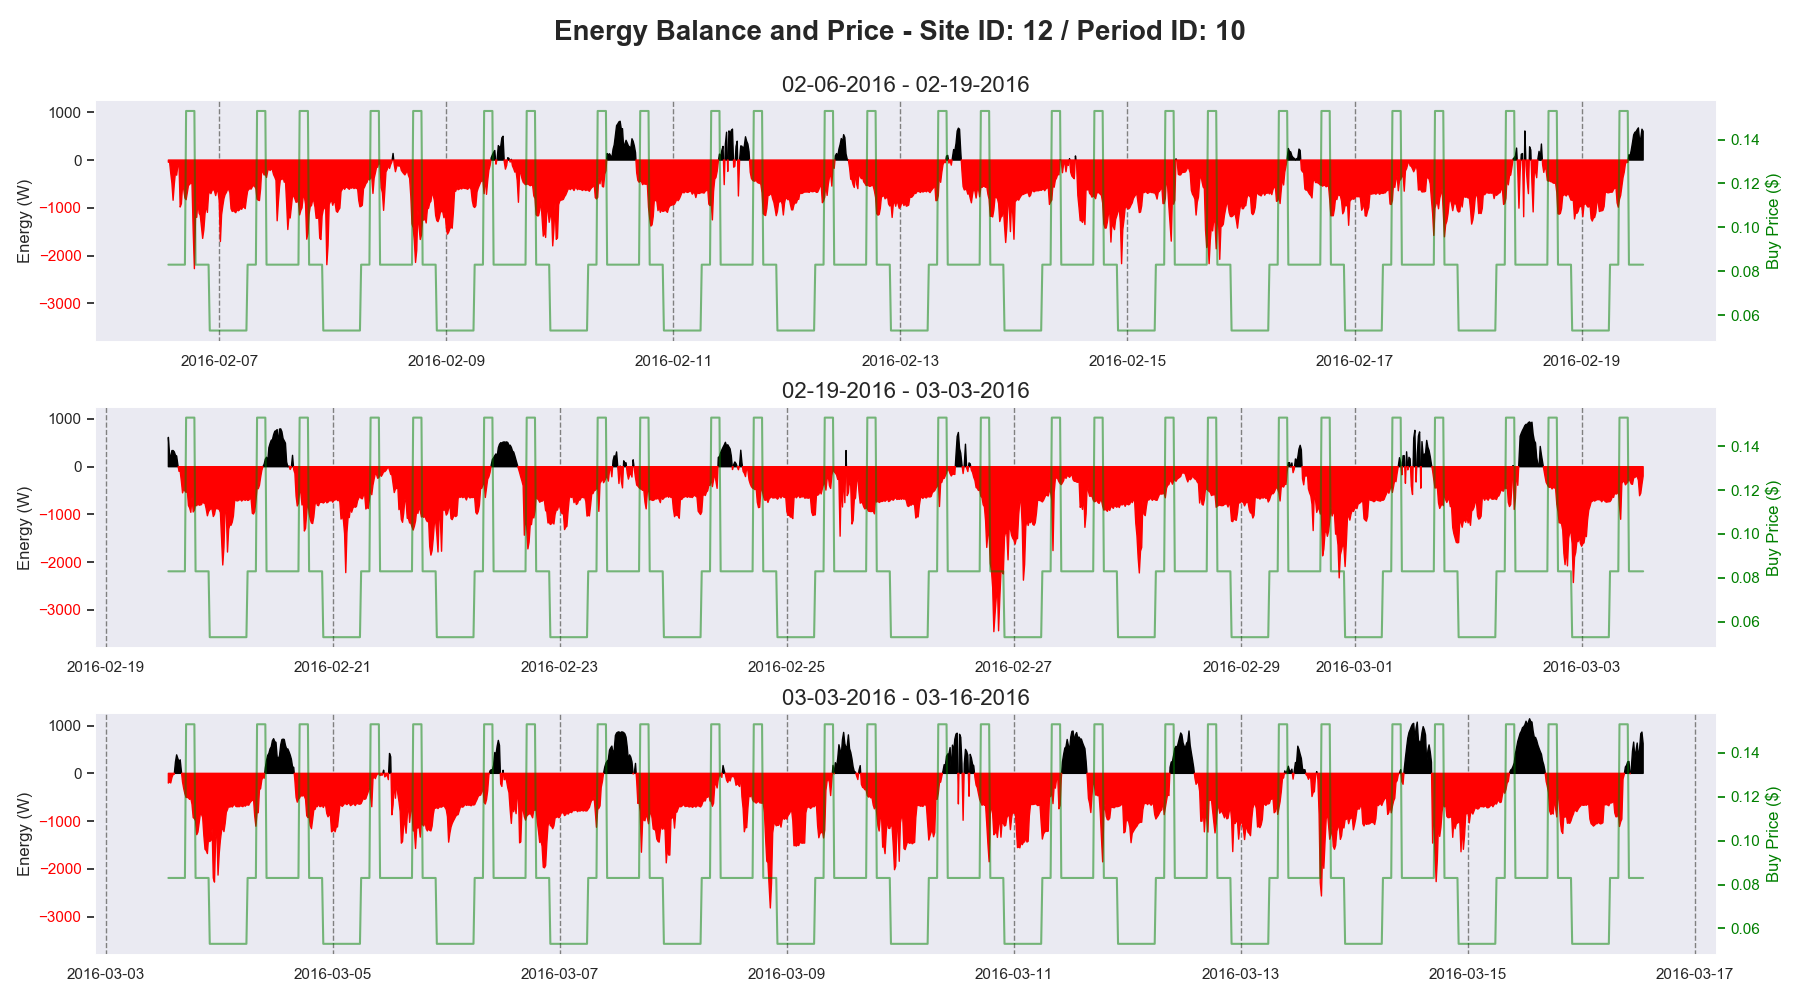 Energy Balance and Price - Site ID: 12 / Period ID: 10
02-06-2016 - 02-19-2016
1000
0
−1000
−2000
−3000
Energy (W)
0.14
0.12
0.10
0.08
0.06
Buy Price ($)
2016-02-07 2016-02-09 2016-02-11 2016-02-13 2016-02-15 2016-02-17 2016-02-19
02-19-2016 - 03-03-2016
1000
0
−1000
−2000
−3000
Energy (W)
0.14
0.12
0.10
0.08
0.06
Buy Price ($)
2016-02-19 2016-02-21 2016-02-23 2016-02-25 2016-02-27 2016-02-29 2016-03-01 2016-03-03
03-03-2016 - 03-16-2016
1000
0
−1000
−2000
−3000
Energy (W)
0.14
0.12
0.10
0.08
0.06
Buy Price ($)
2016-03-03 2016-03-05 2016-03-07 2016-03-09 2016-03-11 2016-03-13 2016-03-15 2016-03-17